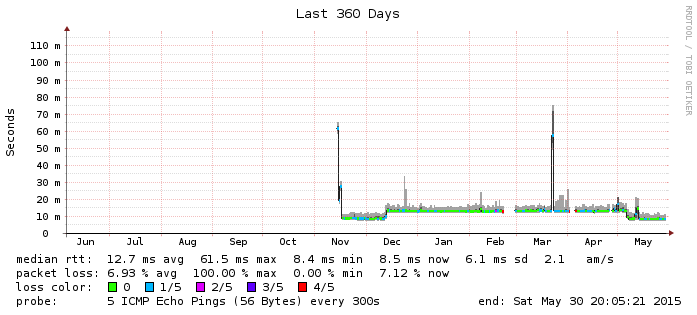 Last 360 Days
RRDTOOL / TOBI OETIKER
Seconds
110 m
100 m
90 m
80 m
70 m
60 m
50 m
40 m
30 m
20 m
10 m
0
Jun Jul Aug Sep Oct Nov Dec Jan Feb Mar Apr May
median rtt: 12.7 ms avg 61.5 ms max 8.4 ms min 8.5 ms now 6.1 ms sd 2.1 am/s
packet loss: 6.93 % avg 100.00 % max 0.00 % min 7.12 % now
loss color: 0 1/5 2/5 3/5 4/5
probe: 5 ICMP Echo Pings (56 Bytes) every 300s end: Sat May 30 20:05:21 2015